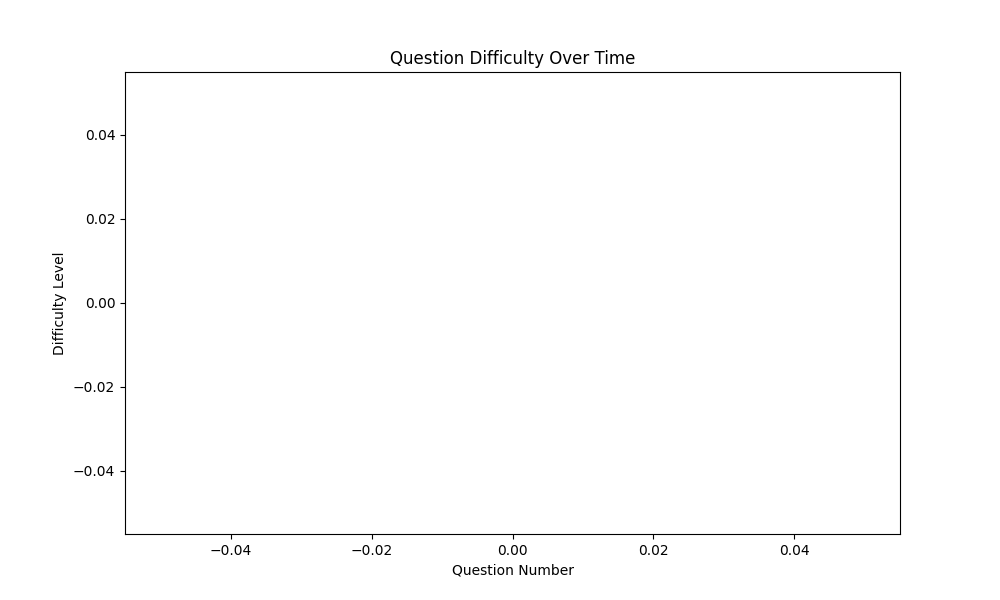 Question Difficulty Over Time
0.04
0.02
0.00
−0.02
−0.04
Difficulty Level
−0.04 −0.02 0.00 0.02 0.04
Question Number